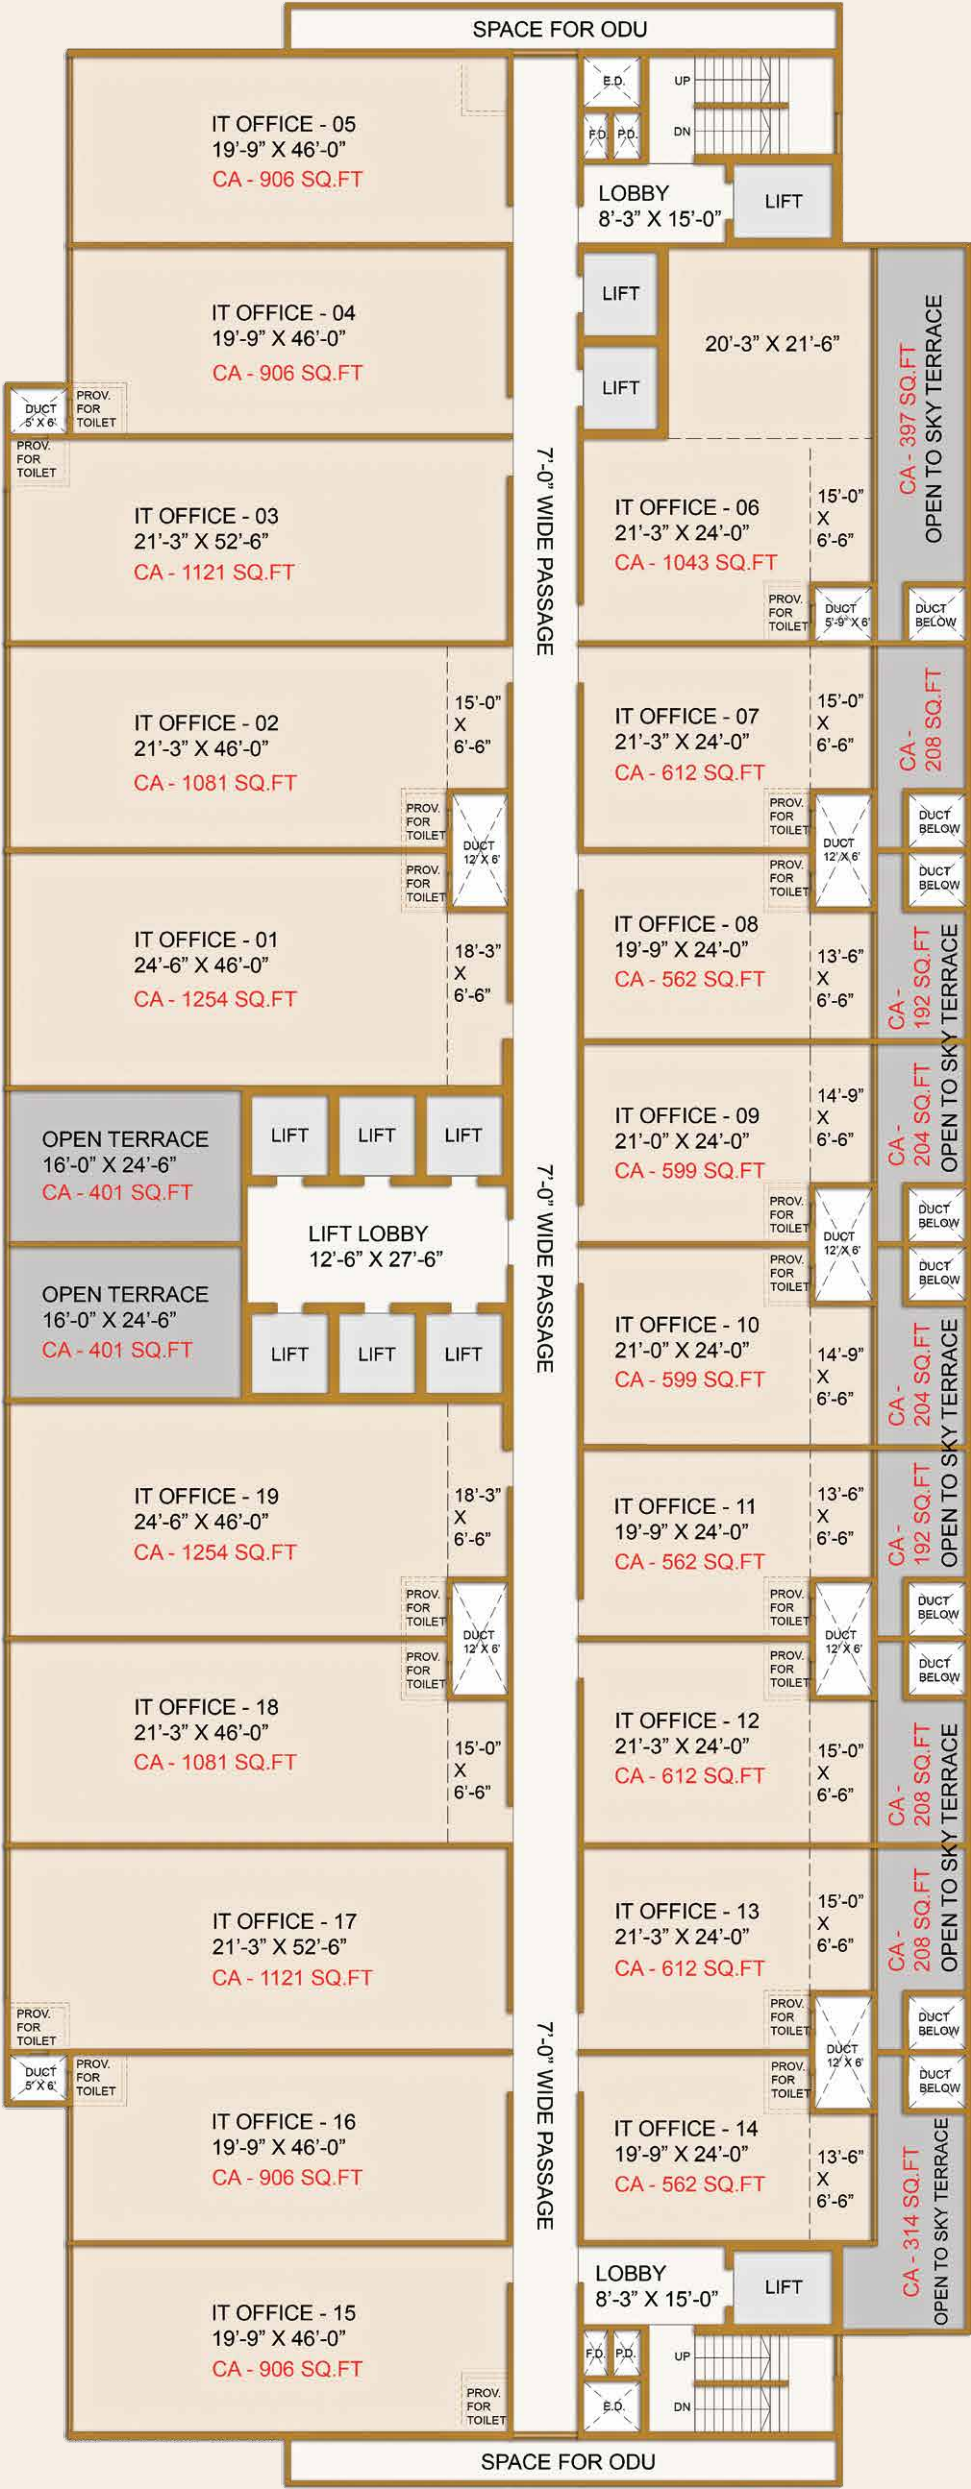 SPACE FOR ODU
E.D.
UP
F.D.
P.D.
DN
IT OFFICE - 05
19'-9" X 46'-0"
CA - 906 SQ.FT
LOBBY
8'-3" X 15'-0"
LIFT
IT OFFICE - 04
19'-9" X 46'-0"
CA - 906 SQ.FT
LIFT
LIFT
20'-3" X 21'-6"
CA - 397 SQ.FT
OPEN TO SKY TERRACE
DUCT
5' X 6'
PROV.
FOR
TOILET
PROV.
FOR
TOILET
7'-0" WIDE PASSAGE
IT OFFICE - 03
21'-3" X 52'-6"
CA - 1121 SQ.FT
IT OFFICE - 06
21'-3" X 24'-0"
CA - 1043 SQ.FT
15'-0"
X
6'-6"
PROV.
FOR
TOILET
DUCT
5'-9" X 6'
DUCT
BELOW
IT OFFICE - 02
21'-3" X 46'-0"
CA - 1081 SQ.FT
15'-0"
X
6'-6"
PROV.
FOR
TOILET
DUCT
12' X 6'
PROV.
FOR
TOILET
IT OFFICE - 07
21'-3" X 24'-0"
CA - 612 SQ.FT
15'-0"
X
6'-6"
CA -
208 SQ.FT
PROV.
FOR
TOILET
DUCT
12' X 6'
DUCT
BELOW
PROV.
FOR
TOILET
DUCT
BELOW
IT OFFICE - 01
24'-6" X 46'-0"
CA - 1254 SQ.FT
18'-3"
X
6'-6"
IT OFFICE - 08
19'-9" X 24'-0"
CA - 562 SQ.FT
13'-6"
X
6'-6"
CA -
192 SQ.FT
OPEN TO SKY TERRACE
IT OFFICE - 09
21'-0" X 24'-0"
CA - 599 SQ.FT
14'-9"
X
6'-6"
CA -
204 SQ.FT
OPEN TERRACE
16'-0" X 24'-6"
CA - 401 SQ.FT
LIFT
LIFT
LIFT
7'-0" WIDE PASSAGE
LIFT LOBBY
12'-6" X 27'-6"
PROV.
FOR
TOILET
DUCT
12' X 6'
DUCT
BELOW
PROV.
FOR
TOILET
DUCT
BELOW
OPEN TERRACE
16'-0" X 24'-6"
CA - 401 SQ.FT
LIFT
LIFT
LIFT
IT OFFICE - 10
21'-0" X 24'-0"
CA - 599 SQ.FT
14'-9"
X
6'-6"
CA -
204 SQ.FT
OPEN TO SKY TERRACE
IT OFFICE - 19
24'-6" X 46'-0"
CA - 1254 SQ.FT
18'-3"
X
6'-6"
IT OFFICE - 11
19'-9" X 24'-0"
CA - 562 SQ.FT
13'-6"
X
6'-6"
CA -
192 SQ.FT
PROV.
FOR
TOILET
DUCT
12' X 6'
PROV.
FOR
TOILET
PROV.
FOR
TOILET
DUCT
12' X 6'
DUCT
BELOW
PROV.
FOR
TOILET
DUCT
BELOW
IT OFFICE - 18
21'-3" X 46'-0"
CA - 1081 SQ.FT
15'-0"
X
6'-6"
IT OFFICE - 12
21'-3" X 24'-0"
CA - 612 SQ.FT
15'-0"
X
6'-6"
CA -
208 SQ.FT
OPEN TO SKY TERRACE
IT OFFICE - 17
21'-3" X 52'-6"
CA - 1121 SQ.FT
IT OFFICE - 13
21'-3" X 24'-0"
CA - 612 SQ.FT
15'-0"
X
6'-6"
CA -
208 SQ.FT
PROV.
FOR
TOILET
DUCT
5' X 6'
PROV.
FOR
TOILET
7'-0" WIDE PASSAGE
PROV.
FOR
TOILET
DUCT
12' X 6'
DUCT
BELOW
PROV.
FOR
TOILET
DUCT
BELOW
IT OFFICE - 16
19'-9" X 46'-0"
CA - 906 SQ.FT
IT OFFICE - 14
19'-9" X 24'-0"
CA - 562 SQ.FT
13'-6"
X
6'-6"
CA - 314 SQ.FT
OPEN TO SKY TERRACE
LOBBY
8'-3" X 15'-0"
LIFT
IT OFFICE - 15
19'-9" X 46'-0"
CA - 906 SQ.FT
PROV.
FOR
TOILET
F.D.
P.D.
UP
E.D.
DN
SPACE FOR ODU